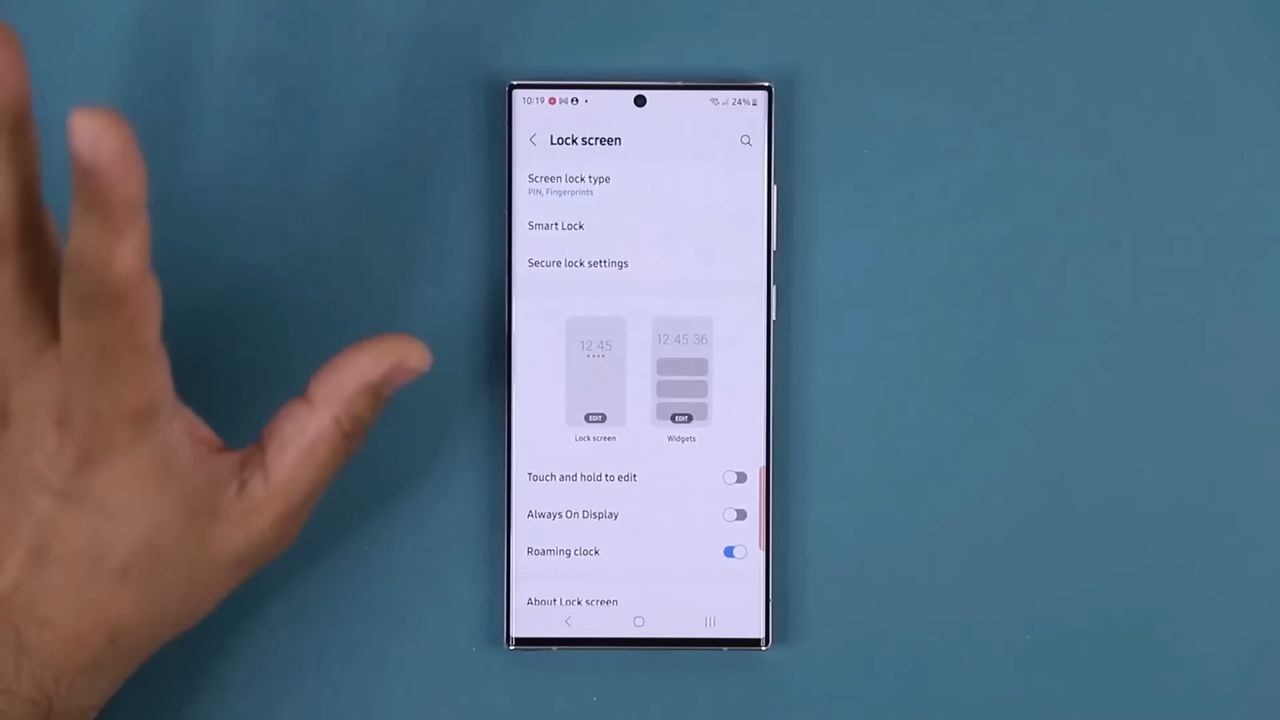 10:19 24%
Lock screen
Screen lock type
PIN, Fingerprints
Smart Lock
Secure lock settings
12:45 12 45 36
EDIT EDIT
Lock screen Widgets
Touch and hold to edit
Always On Display
Roaming clock
About Lock screen